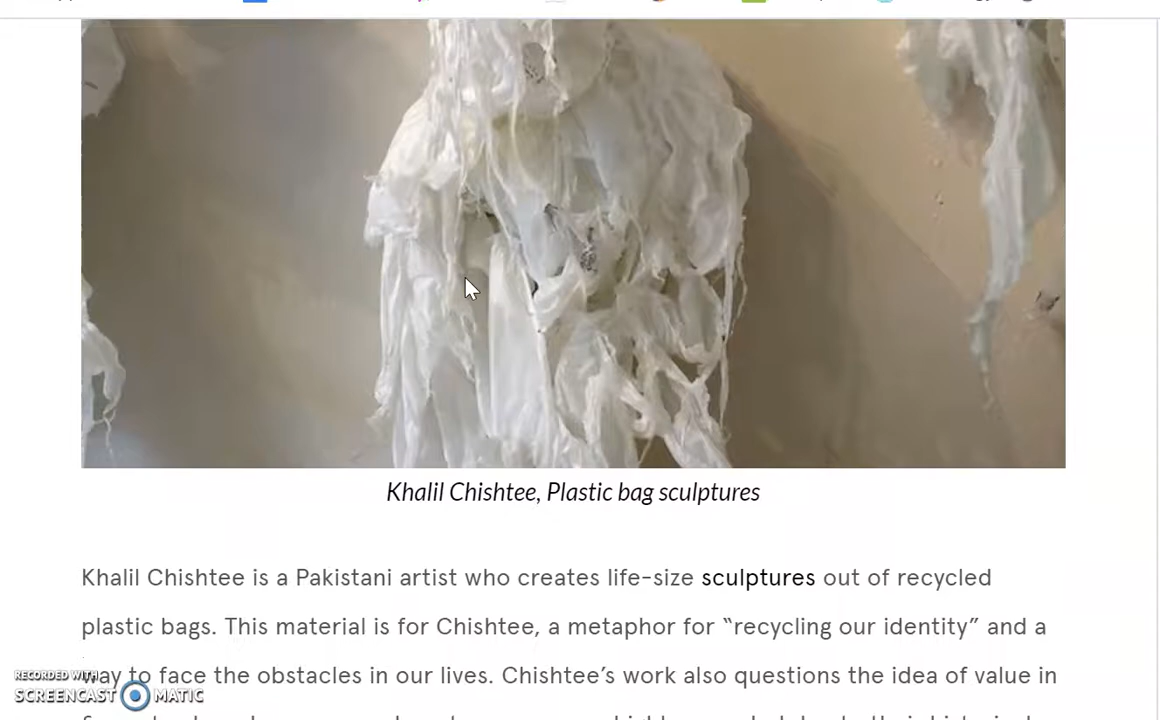 Khalil Chishtee, Plastic bag sculptures
Khalil Chishtee is a Pakistani artist who creates life-size sculptures out of recycled
plastic bags. This material is for Chishtee, a metaphor for “recycling our identity” and a
way to face the obstacles in our lives. Chishtee’s work also questions the idea of value in
RECORDED WITH
SCREENCAST MATIC